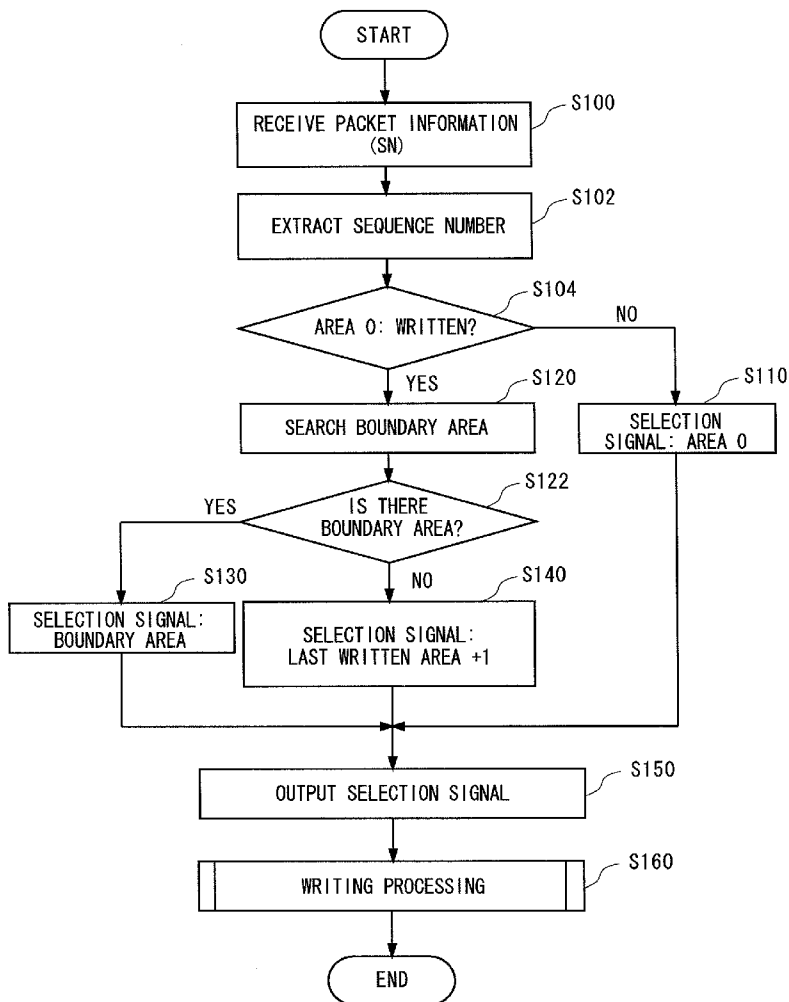 START
S100
RECEIVE PACKET INFORMATION
(SN)
S102
EXTRACT SEQUENCE NUMBER
S104
AREA 0: WRITTEN?
NO
YES
S120
S110
SEARCH BOUNDARY AREA
SELECTION
SIGNAL: AREA 0
S122
YES
IS THERE
BOUNDARY AREA?
S130
NO
S140
SELECTION SIGNAL:
BOUNDARY AREA
SELECTION SIGNAL:
LAST WRITTEN AREA +1
S150
OUTPUT SELECTION SIGNAL
S160
WRITING PROCESSING
END